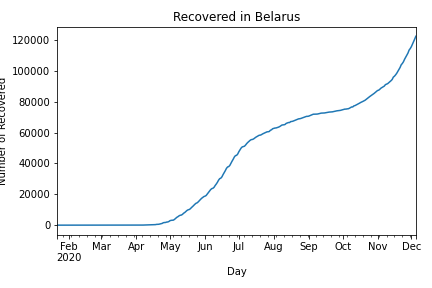 Recovered in Belarus
Number of Recovered
120000
100000
80000
60000
40000
20000
0
Feb Mar Apr May Jun Jul Aug Sep Oct Nov Dec
2020
Day